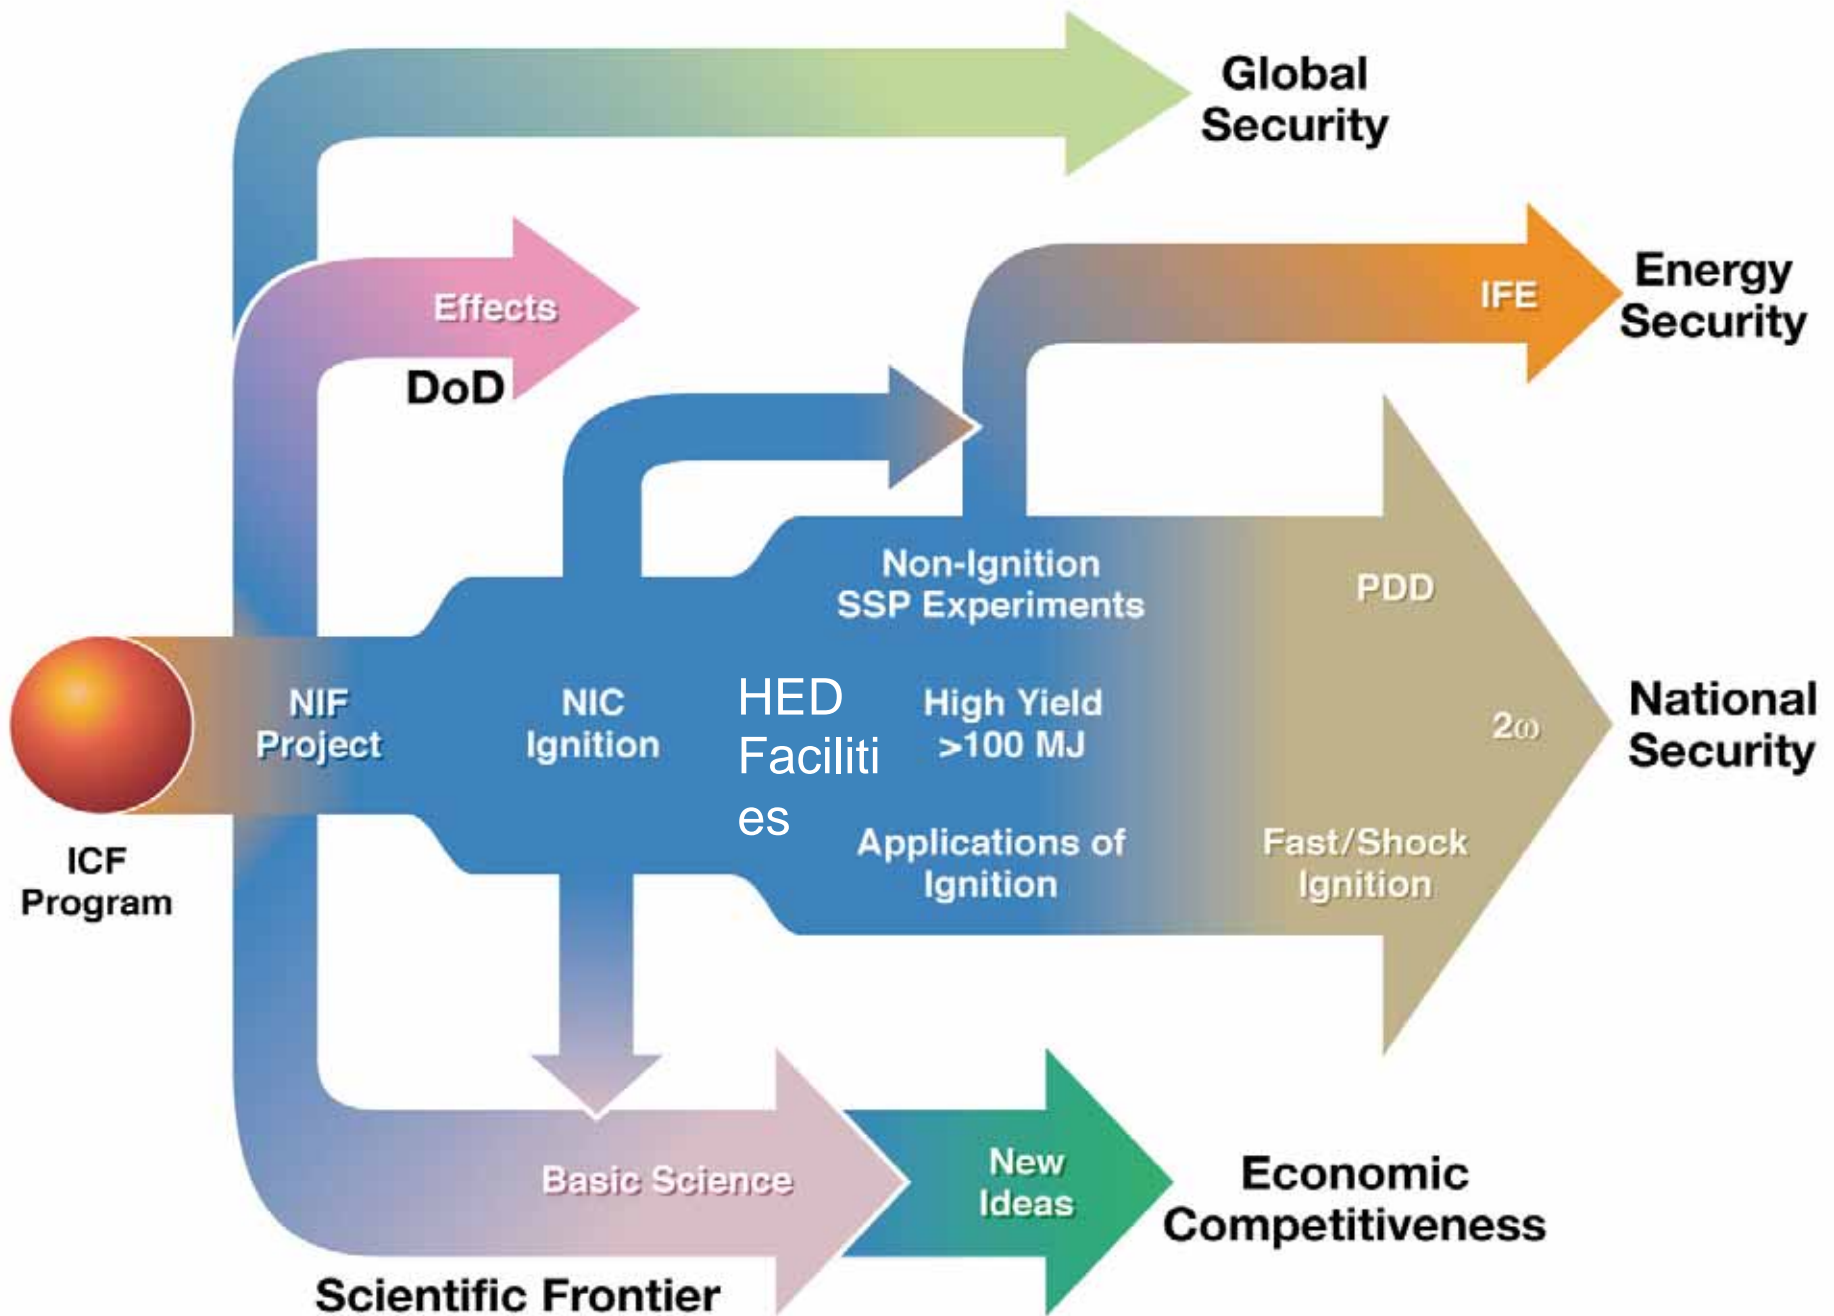 Global
Security
Effects
DoD
IFE
Energy
Security
Non-Ignition
SSP Experiments
PDD
NIF
Project
NIC
Ignition
HED
Faciliti
es
High Yield
>100 MJ
2ω
National
Security
Applications of
Ignition
Fast/Shock
Ignition
ICF
Program
Basic Science
New
Ideas
Economic
Competitiveness
Scientific Frontier